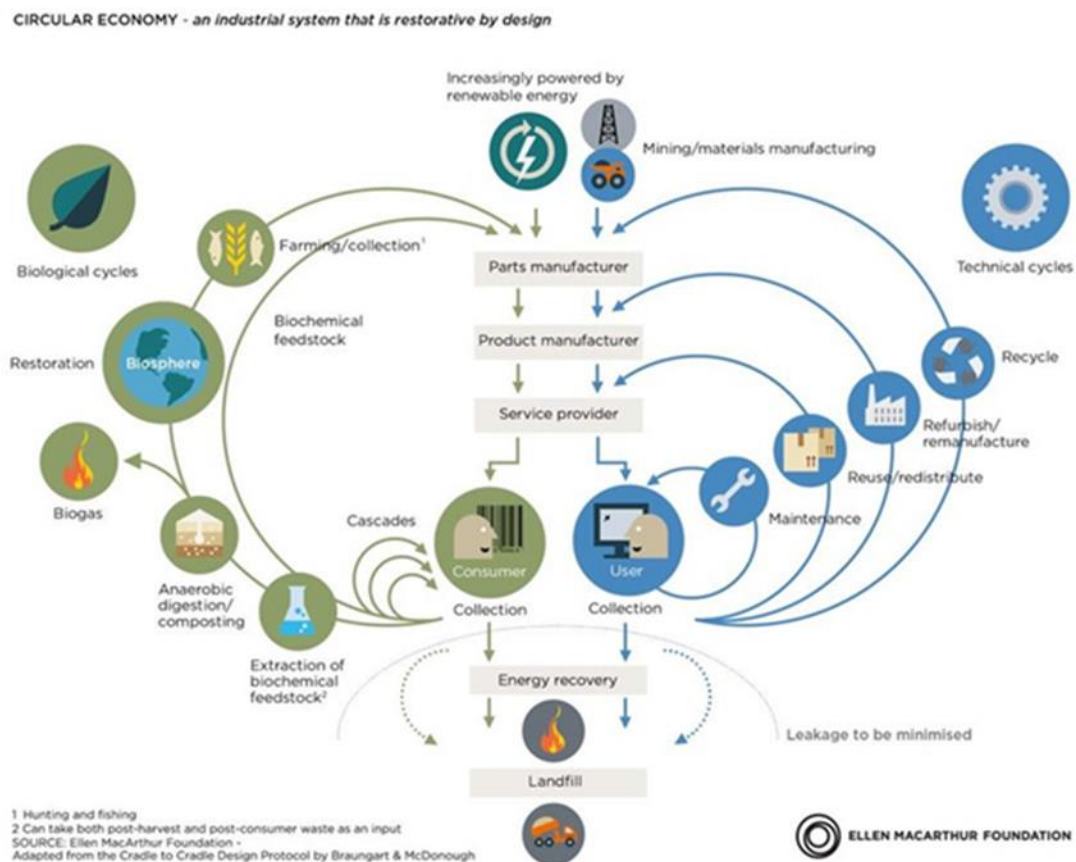 CIRCULAR ECONOMY - an industrial system that is restorative by design
Increasingly powered by
renewable energy
Mining/materials manufacturing
Biological cycles
Technical cycles
Farming/collection¹
Parts manufacturer
Biochemical
feedstock
Product manufacturer
Restoration
Biosphere
Recycle
Service provider
Refurbish/
remanufacture
Biogas
Reuse/redistribute
Cascades
Maintenance
Consumer
User
Anaerobic
digestion/
composting
Collection
Collection
Extraction of
biochemical
feedstock²
Energy recovery
Leakage to be minimised
Landfill
1 Hunting and fishing
2 Can take both post-harvest and post-consumer waste as an input
SOURCE: Ellen MacArthur Foundation -
Adapted from the Cradle to Cradle Design Protocol by Braungart & McDonough
ELLEN MACARTHUR FOUNDATION